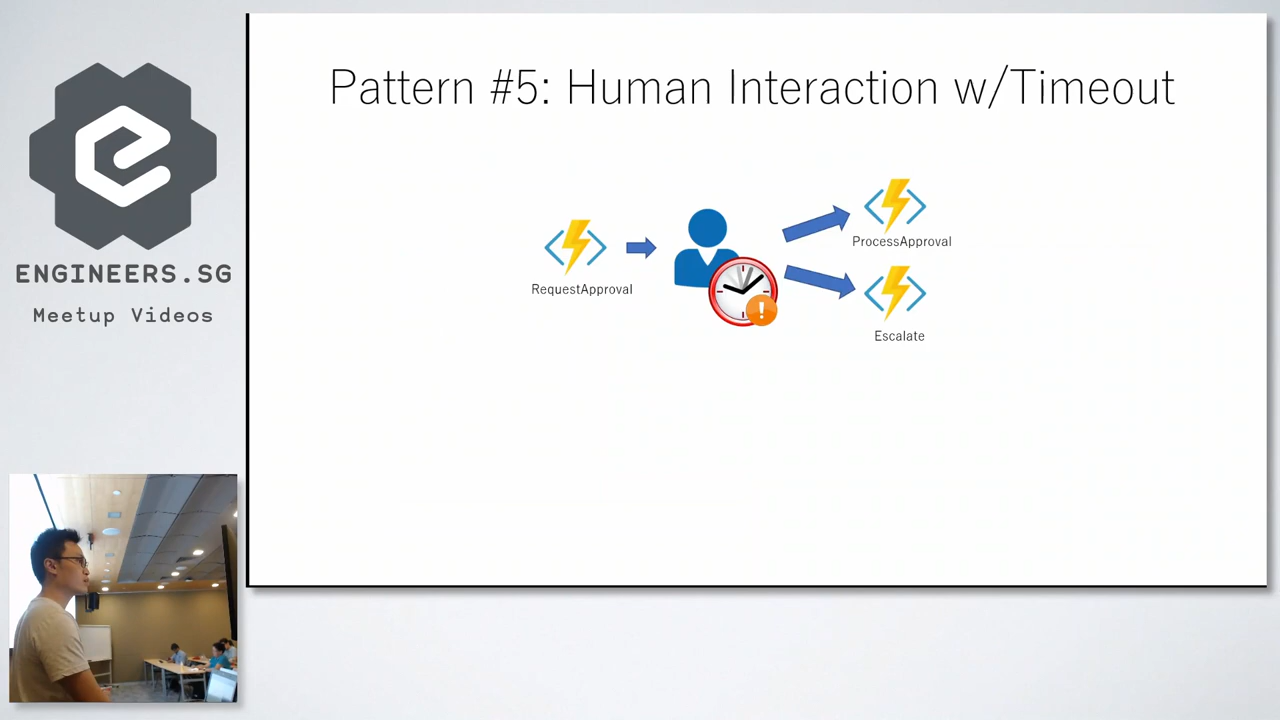 Pattern #5: Human Interaction w/Timeout
ENGINEERS.SG
Meetup Videos
RequestApproval
ProcessApproval
Escalate